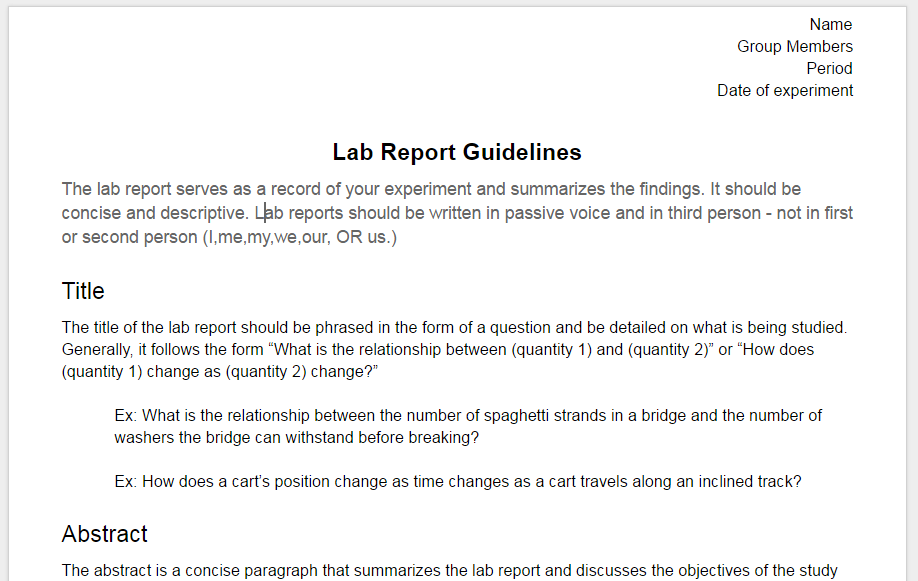 Name
Group Members
Period
Date of experiment
Lab Report Guidelines
The lab report serves as a record of your experiment and summarizes the findings. It should be
concise and descriptive. Lab reports should be written in passive voice and in third person - not in first
or second person (I,me,my,we,our, OR us.)
Title
The title of the lab report should be phrased in the form of a question and be detailed on what is being studied.
Generally, it follows the form “What is the relationship between (quantity 1) and (quantity 2)” or “How does
(quantity 1) change as (quantity 2) change?”
Ex: What is the relationship between the number of spaghetti strands in a bridge and the number of
washers the bridge can withstand before breaking?
Ex: How does a cart’s position change as time changes as a cart travels along an inclined track?
Abstract
The abstract is a concise paragraph that summarizes the lab report and discusses the objectives of the study